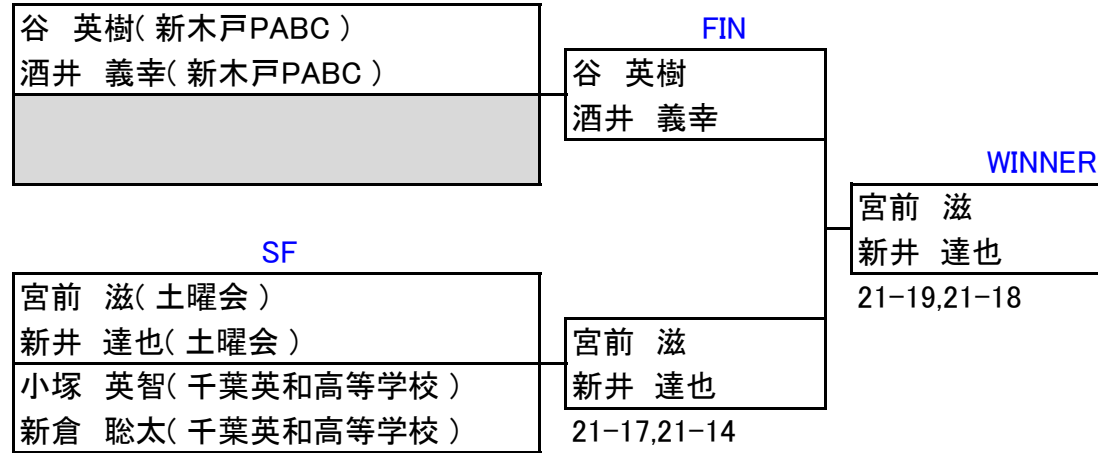 谷 英樹( 新木戸PABC )
酒井 義幸( 新木戸PABC )
FIN
谷 英樹
酒井 義幸
WINNER
宮前 滋
新井 達也
21-19,21-18
SF
宮前 滋( 土曜会 )
新井 達也( 土曜会 )
小塚 英智( 千葉英和高等学校 )
新倉 聡太( 千葉英和高等学校 )
宮前 滋
新井 達也
21-17,21-14